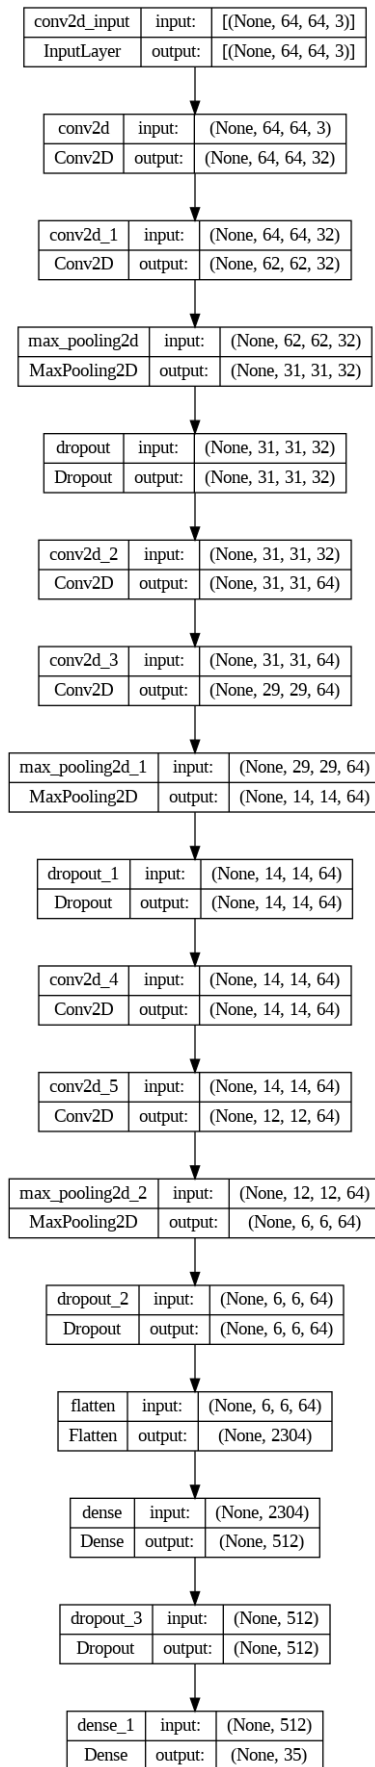 conv2d_input input: [(None, 64, 64, 3)]
InputLayer output: [(None, 64, 64, 3)]
conv2d input: (None, 64, 64, 3)
Conv2D output: (None, 64, 64, 32)
conv2d_1 input: (None, 64, 64, 32)
Conv2D output: (None, 62, 62, 32)
max_pooling2d input: (None, 62, 62, 32)
MaxPooling2D output: (None, 31, 31, 32)
dropout input: (None, 31, 31, 32)
Dropout output: (None, 31, 31, 32)
conv2d_2 input: (None, 31, 31, 32)
Conv2D output: (None, 31, 31, 64)
conv2d_3 input: (None, 31, 31, 64)
Conv2D output: (None, 29, 29, 64)
max_pooling2d_1 input: (None, 29, 29, 64)
MaxPooling2D output: (None, 14, 14, 64)
dropout_1 input: (None, 14, 14, 64)
Dropout output: (None, 14, 14, 64)
conv2d_4 input: (None, 14, 14, 64)
Conv2D output: (None, 14, 14, 64)
conv2d_5 input: (None, 14, 14, 64)
Conv2D output: (None, 12, 12, 64)
max_pooling2d_2 input: (None, 12, 12, 64)
MaxPooling2D output: (None, 6, 6, 64)
dropout_2 input: (None, 6, 6, 64)
Dropout output: (None, 6, 6, 64)
flatten input: (None, 6, 6, 64)
Flatten output: (None, 2304)
dense input: (None, 2304)
Dense output: (None, 512)
dropout_3 input: (None, 512)
Dropout output: (None, 512)
dense_1 input: (None, 512)
Dense output: (None, 35)